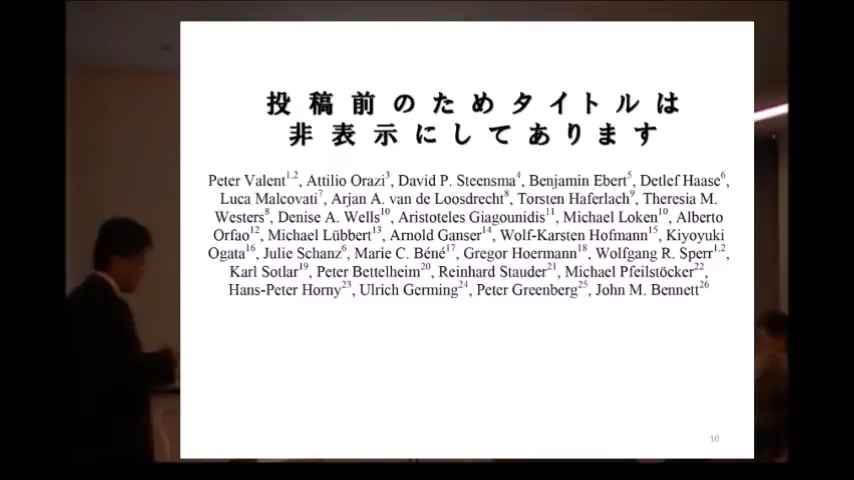 投稿前のためタイトルは
非表示にしてあります
Peter Valent1,2, Attilio Orazi3, David P. Steensma4, Benjamin Ebert5, Detlef Haase6,
Luca Malcovati7, Arjan A. van de Loosdrecht8, Torsten Haferlach9, Theresia M.
Westers8, Denise A. Wells10, Aristoteles Giagounidis11, Michael Loken10, Alberto
Orfao12, Michael Lübbert13, Arnold Ganser14, Wolf-Karsten Hofmann15, Kiyoyuki
Ogata16, Julie Schanz6, Marie C. Béné17, Gregor Hoermann18, Wolfgang R. Sperr1,2,
Karl Sotlar19, Peter Bettelheim20, Reinhard Stauder21, Michael Pfeilstöcker22,
Hans-Peter Horny23, Ulrich Germing24, Peter Greenberg25, John M. Bennett26
10